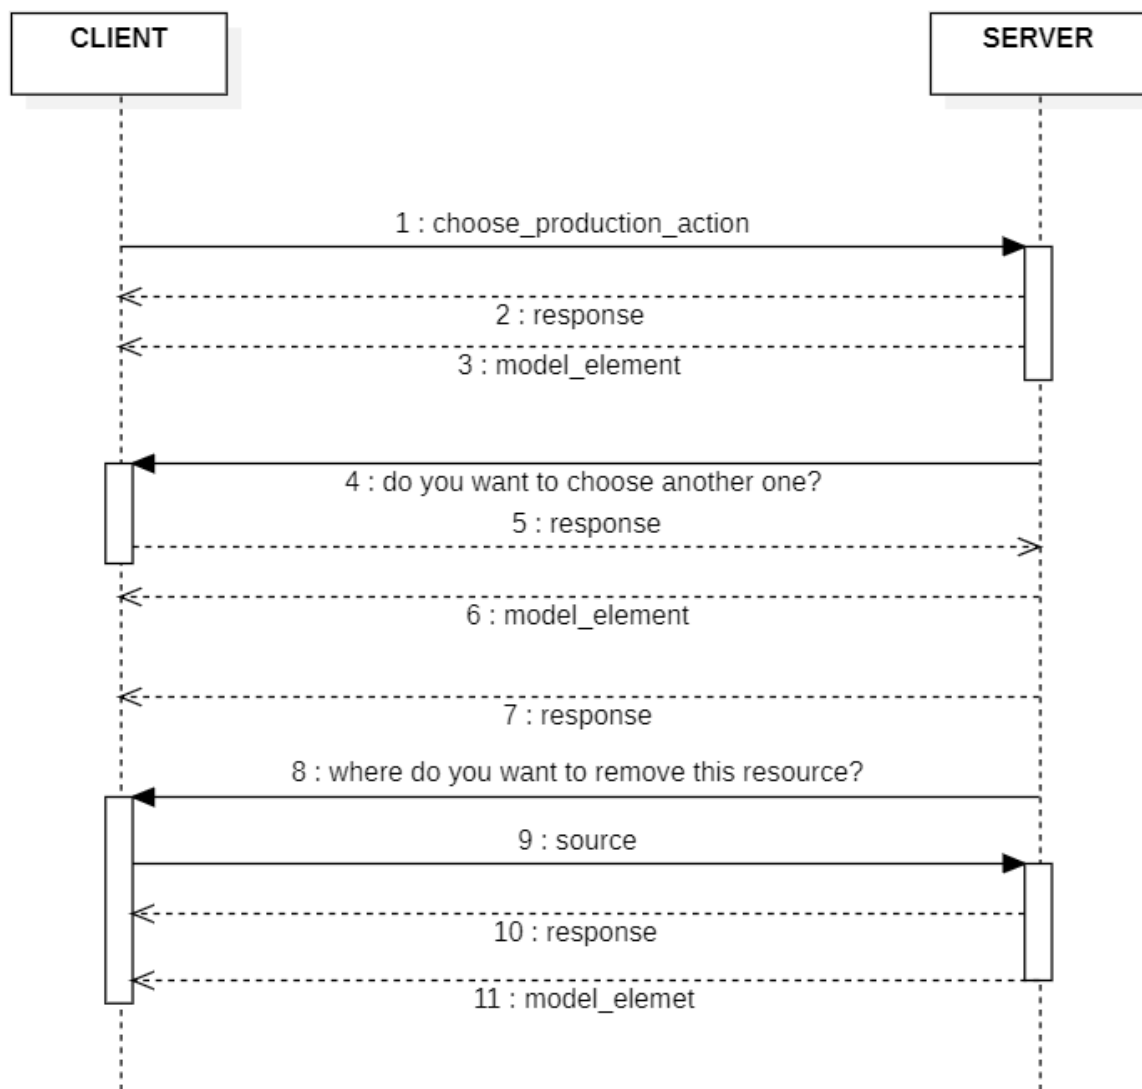 CLIENT
SERVER
1 : choose_production_action
2 : response
3 : model_element
4 : do you want to choose another one?
5 : response
6 : model_element
7 : response
8 : where do you want to remove this resource?
9 : source
10 : response
11 : model_elemet